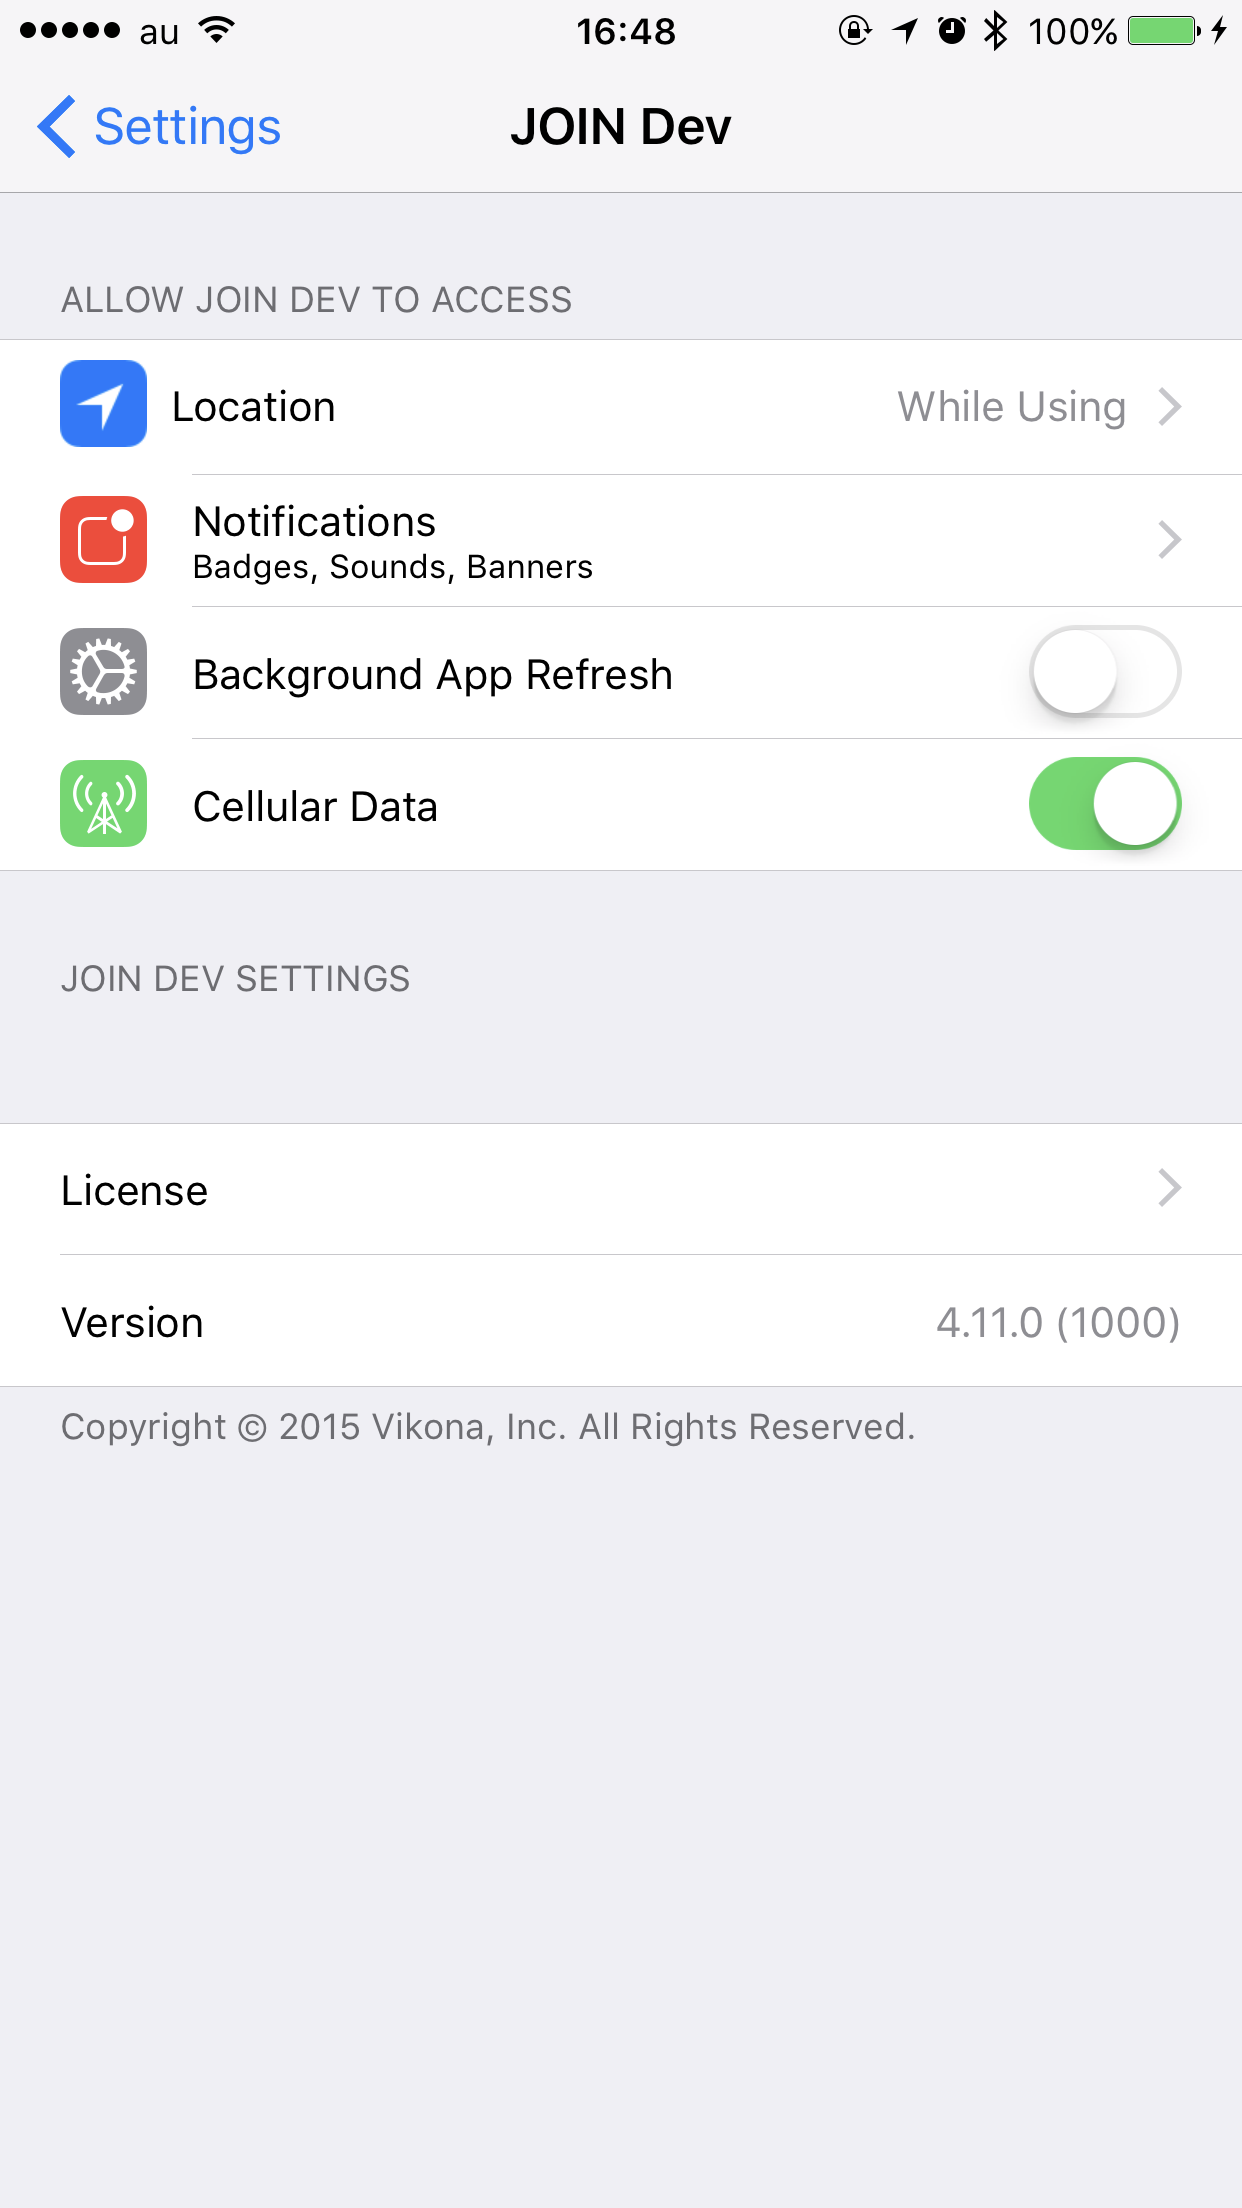 au 16:48 100%
Settings JOIN Dev
ALLOW JOIN DEV TO ACCESS
Location While Using
Notifications
Badges, Sounds, Banners
Background App Refresh
Cellular Data
JOIN DEV SETTINGS
License
Version 4.11.0 (1000)
Copyright © 2015 Vikona, Inc. All Rights Reserved.